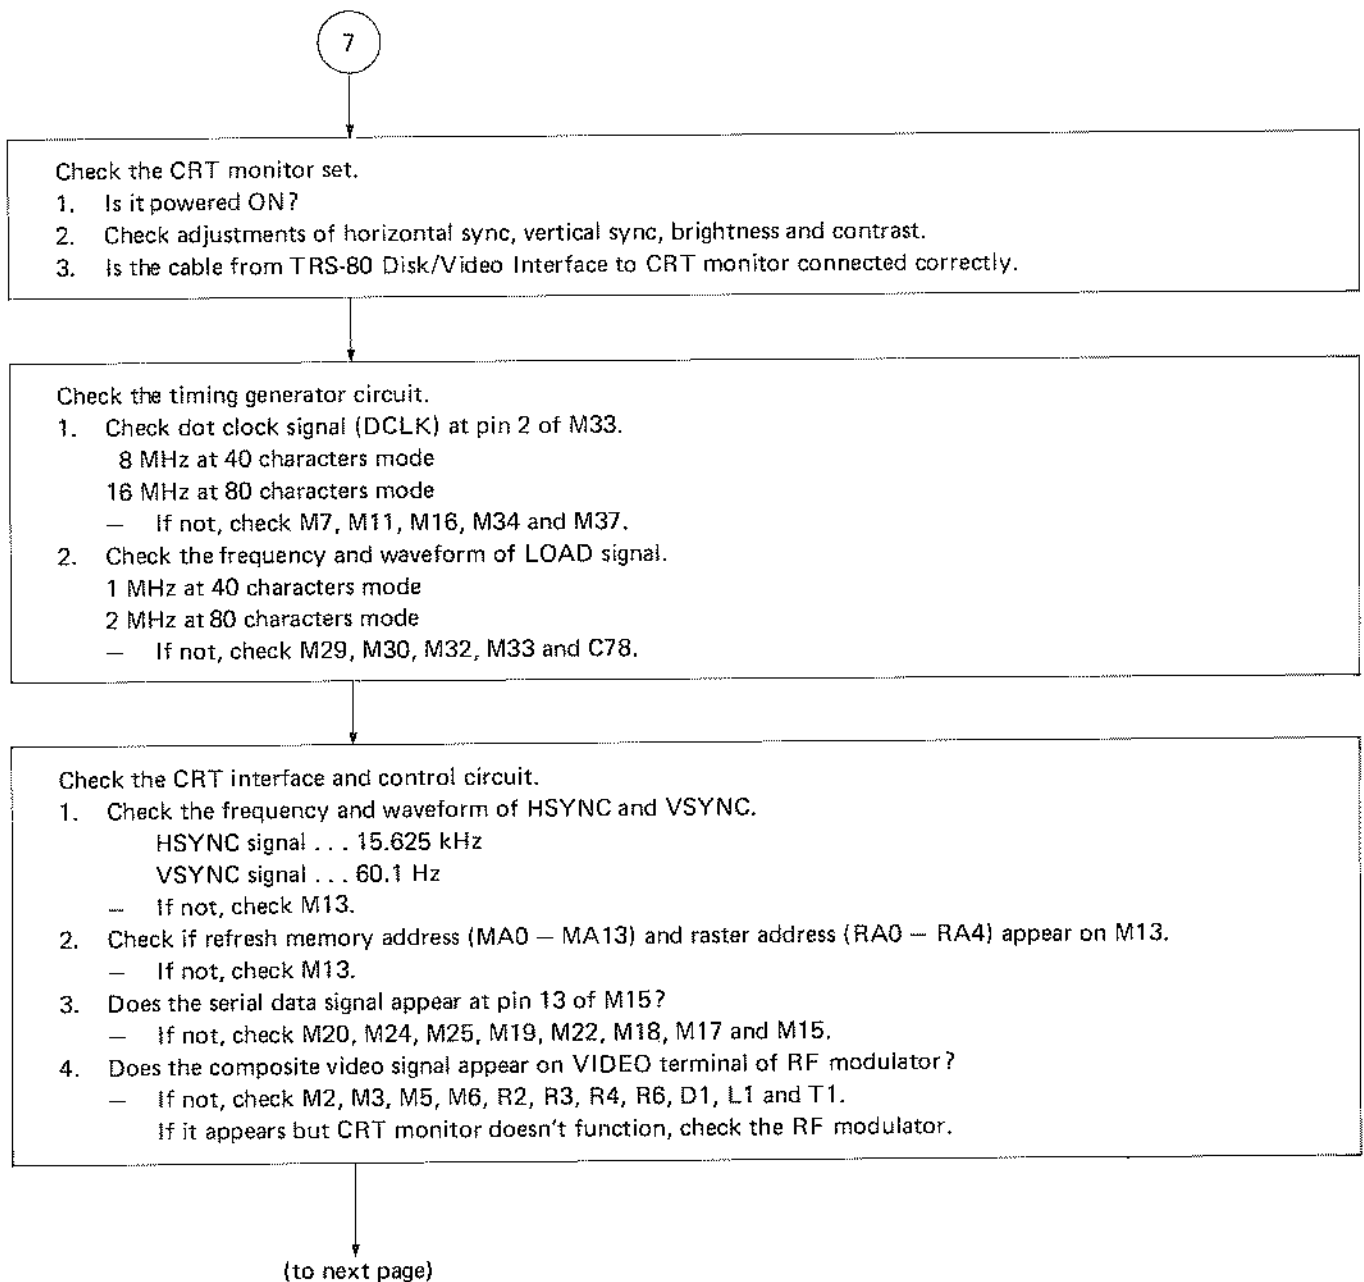 7
Check the CRT monitor set.
1. Is it powered ON?
2. Check adjustments of horizontal sync, vertical sync, brightness and contrast.
3. Is the cable from TRS-80 Disk/Video Interface to CRT monitor connected correctly.
Check the timing generator circuit.
1. Check dot clock signal (DCLK) at pin 2 of M33.
8 MHz at 40 characters mode
16 MHz at 80 characters mode
— If not, check M7, M11, M16, M34 and M37.
2. Check the frequency and waveform of LOAD signal.
1 MHz at 40 characters mode
2 MHz at 80 characters mode
— If not, check M29, M30, M32, M33 and C78.
Check the CRT interface and control circuit.
1. Check the frequency and waveform of HSYNC and VSYNC.
HSYNC signal . . . 15.625 kHz
VSYNC signal . . . 60.1 Hz
— If not, check M13.
2. Check if refresh memory address (MA0 — MA13) and raster address (RA0 — RA4) appear on M13.
— If not, check M13.
3. Does the serial data signal appear at pin 13 of M15?
— If not, check M20, M24, M25, M19, M22, M18, M17 and M15.
4. Does the composite video signal appear on VIDEO terminal of RF modulator?
— If not, check M2, M3, M5, M6, R2, R3, R4, R6, D1, L1 and T1.
If it appears but CRT monitor doesn't function, check the RF modulator.
(to next page)